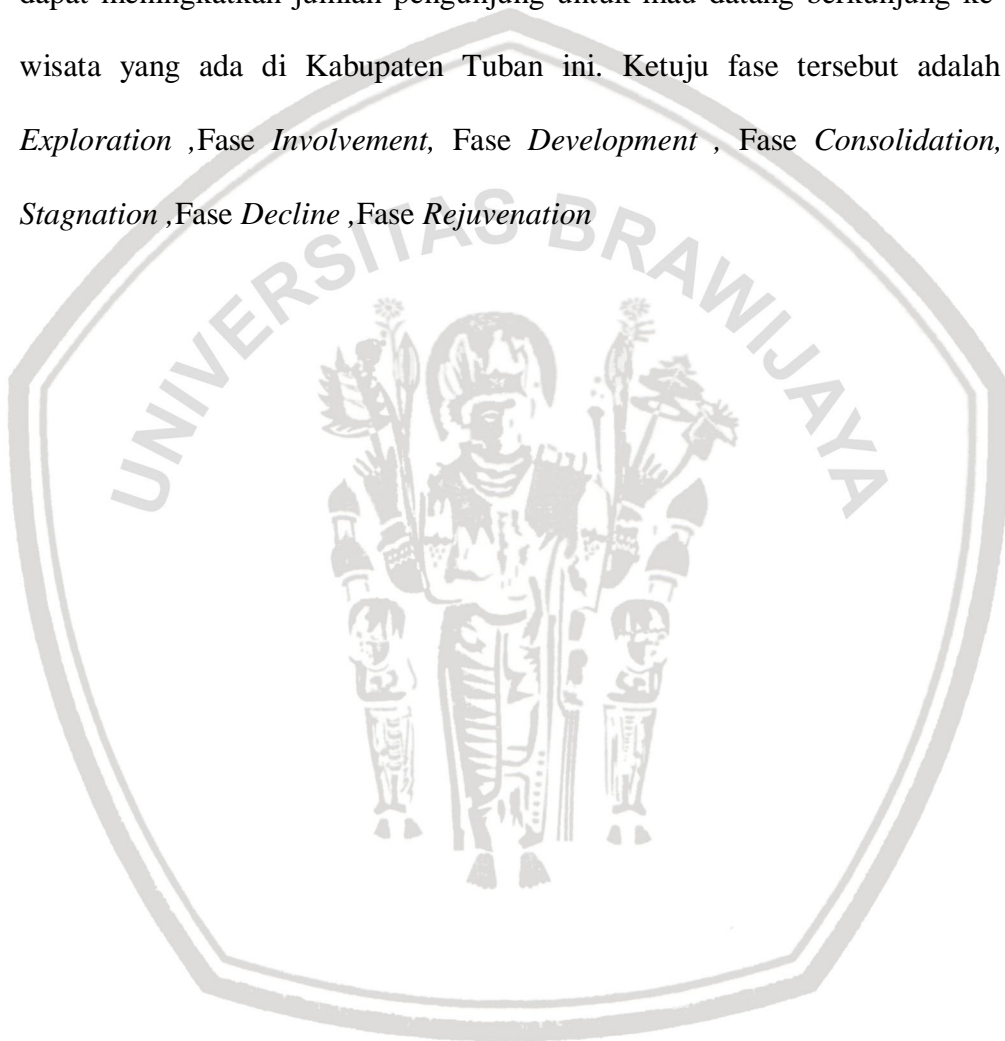 dapat meningkatkan jumlah pengunjung untuk mau datang berkunjung ke
wisata yang ada di Kabupaten Tuban ini. Ketuju fase tersebut adalah
Exploration ,Fase Involvement, Fase Development , Fase Consolidation,
Stagnation ,Fase Decline ,Fase Rejuvenation
UNIVERSITAS BRAWIJAYA